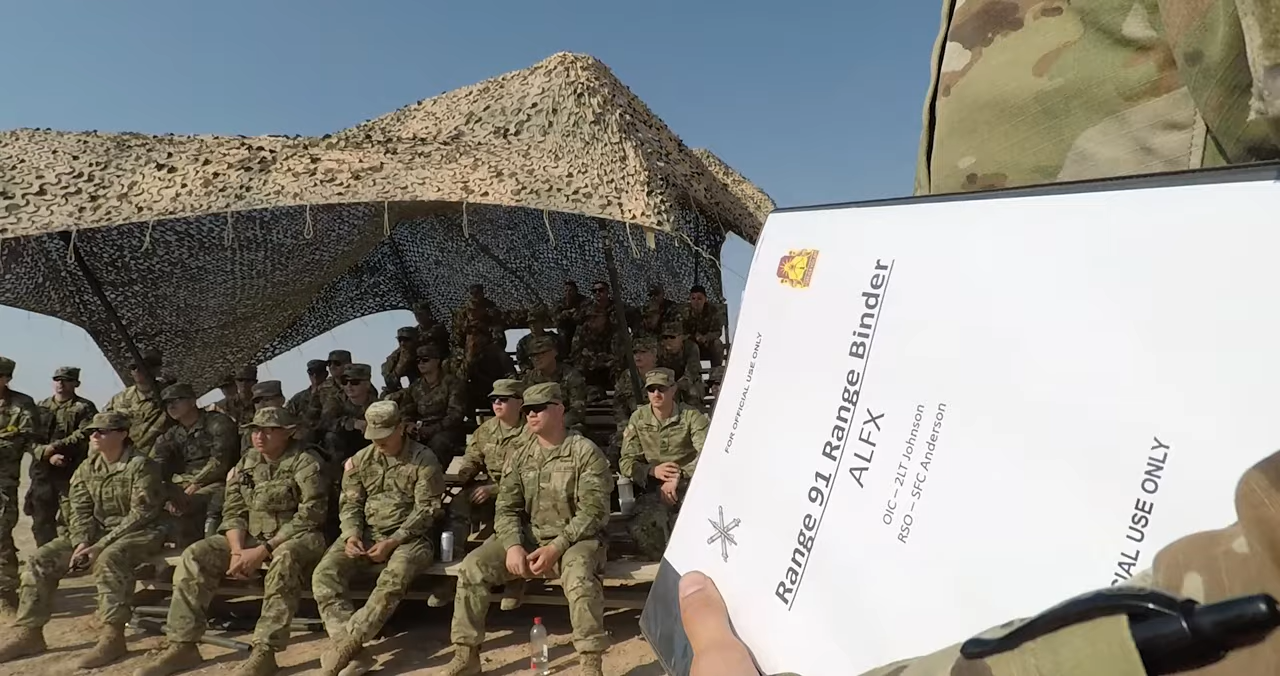 FOR OFFICIAL USE ONLY
Range 91 Range Binder
ALFX
OIC – 2LT Johnson
RSO – SFC Anderson
CIAL USE ONLY